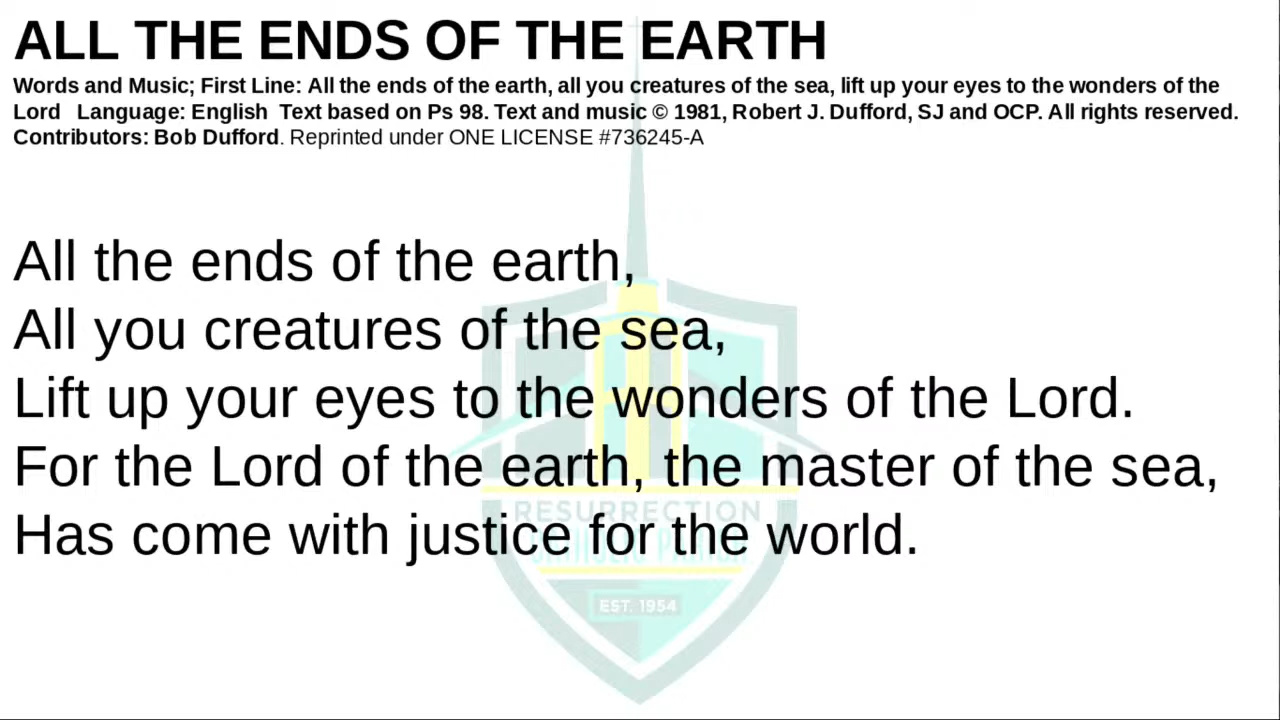 ALL THE ENDS OF THE EARTH
Words and Music; First Line: All the ends of the earth, all you creatures of the sea, lift up your eyes to the wonders of the
Lord   Language: English  Text based on Ps 98. Text and music © 1981, Robert J. Dufford, SJ and OCP. All rights reserved.
Contributors: Bob Dufford. Reprinted under ONE LICENSE #736245-A
All the ends of the earth,
All you creatures of the sea,
Lift up your eyes to the wonders of the Lord.
For the Lord of the earth, the master of the sea,
RESURRECTION
Has come with justice for the world.
CATHOLIC PARISH
EST. 1954